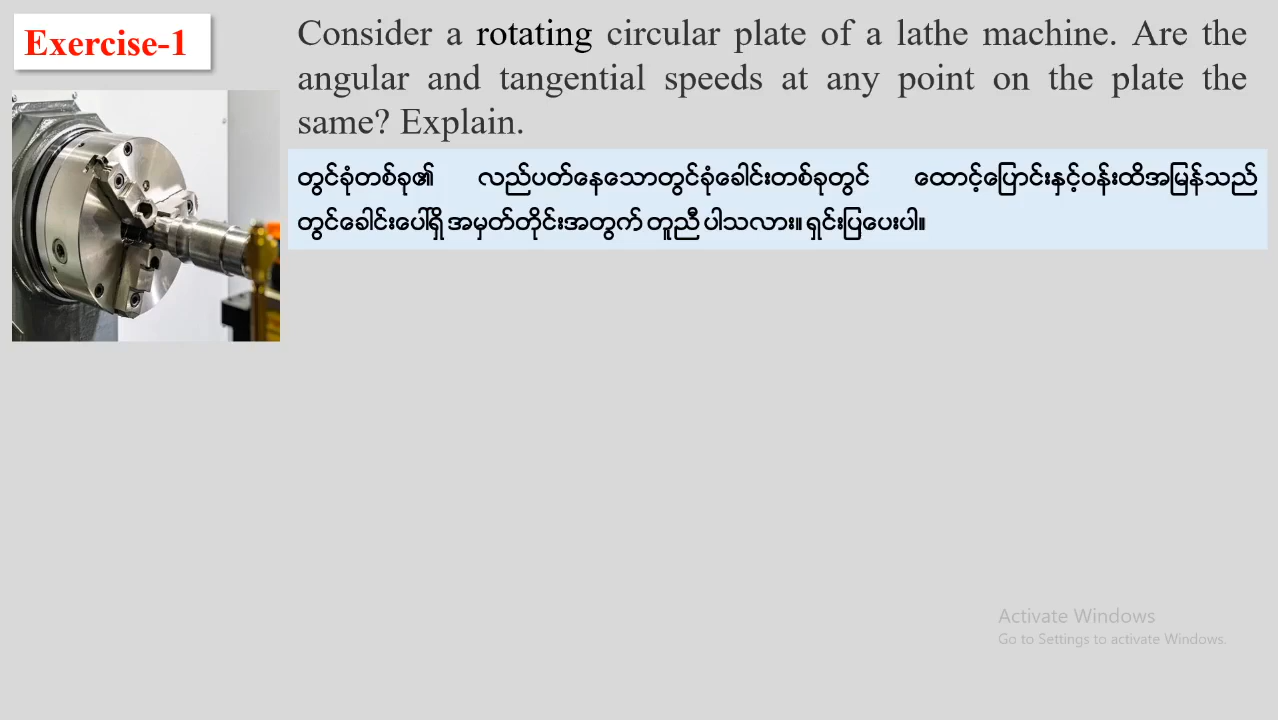 Exercise-1
Consider a rotating circular plate of a lathe machine. Are the
angular and tangential speeds at any point on the plate the
same? Explain.
တွင်ခုံတစ်ခု၏ လည်ပတ်နေသောတွင်ခုံခေါင်းတစ်ခုတွင် ထောင့်ပြောင်းနှင့်ဝန်းထိအမြန်သည်
တွင်ခေါင်းပေါ်ရှိ အမှတ်တိုင်းအတွက် တူညီ ပါသလား။ ရှင်းပြပေးပါ။
Activate Windows
Go to Settings to activate Windows.